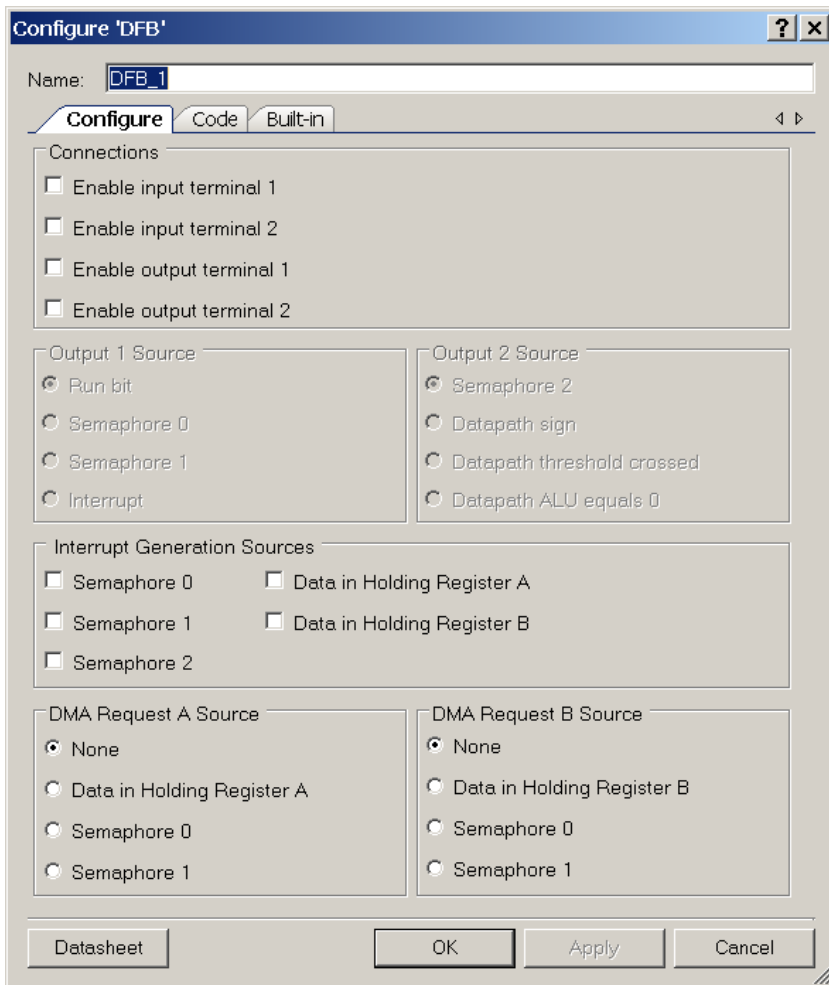 Configure 'DFB'
Name: DFB_1
Configure Code Built-in
Connections
Enable input terminal 1
Enable input terminal 2
Enable output terminal 1
Enable output terminal 2
Output 1 Source
Run bit
Semaphore 0
Semaphore 1
Interrupt
Output 2 Source
Semaphore 2
Datapath sign
Datapath threshold crossed
Datapath ALU equals 0
Interrupt Generation Sources
Semaphore 0
Semaphore 1
Semaphore 2
Data in Holding Register A
Data in Holding Register B
DMA Request A Source
None
Data in Holding Register A
Semaphore 0
Semaphore 1
DMA Request B Source
None
Data in Holding Register B
Semaphore 0
Semaphore 1
Datasheet OK Apply Cancel